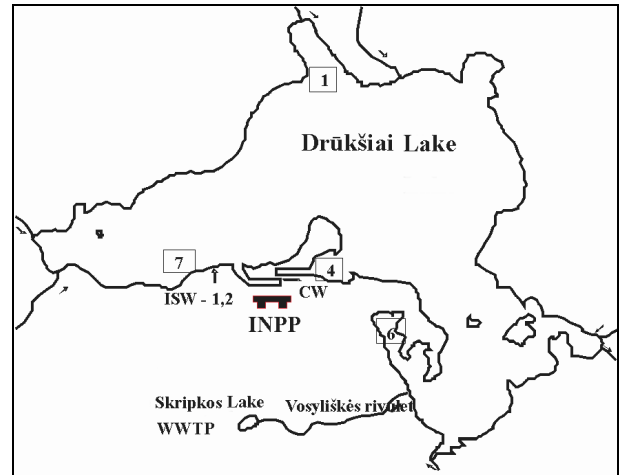 1
Drūkšiai Lake
7
4
ISW - 1,2
CW
INPP
6
Skripkos Lake
Vosyliškės rivulet
WWTP